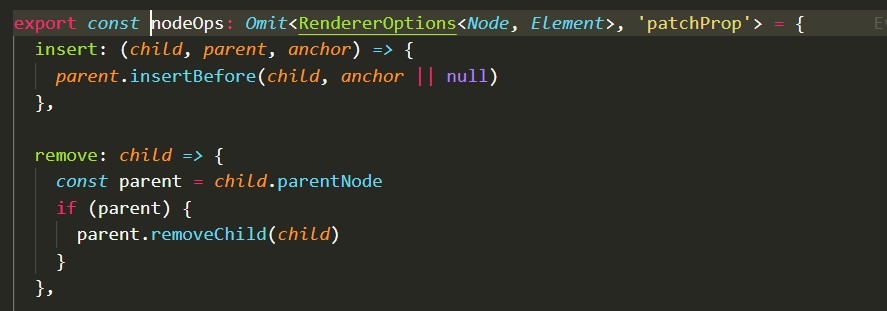 export const nodeOps: Omit<RendererOptions<Node, Element>, 'patchProp'> = {
insert: (child, parent, anchor) => {
parent.insertBefore(child, anchor || null)
},
remove: child => {
const parent = child.parentNode
if (parent) {
parent.removeChild(child)
}
},